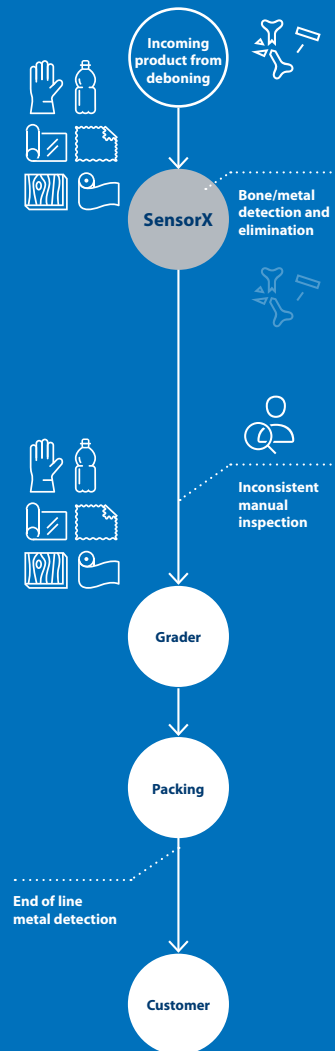 Incoming
product from
deboning
SensorX
Bone/metal
detection and
elimination
Inconsistent
manual
inspection
Grader
Packing
End of line
metal detection
Customer